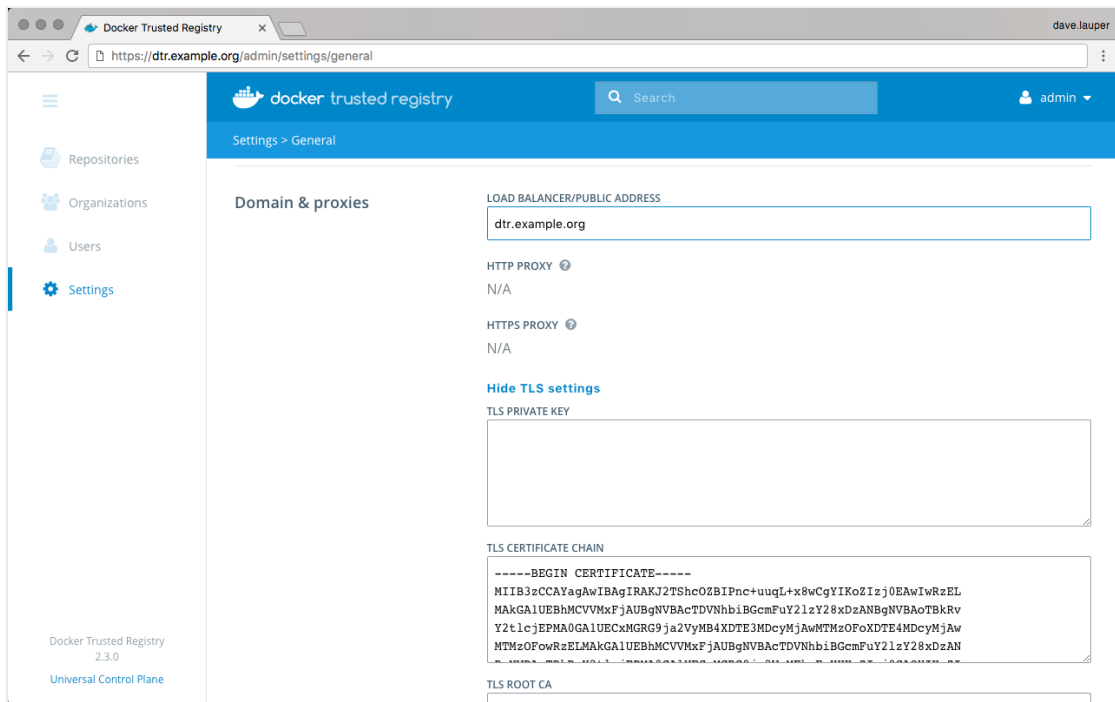 Docker Trusted Registry
dave.lauper
https://dtr.example.org/admin/settings/general
docker trusted registry
Search
admin
Settings > General
Repositories
Organizations
Users
Settings
Domain & proxies
LOAD BALANCER/PUBLIC ADDRESS
dtr.example.org
HTTP PROXY
N/A
HTTPS PROXY
N/A
Hide TLS settings
TLS PRIVATE KEY
TLS CERTIFICATE CHAIN
-----BEGIN CERTIFICATE-----
MIIB3zCCAYagAwIBAgIRAKJ2TShcOZBIPnc+uuqL+x8wCgYIKoZIzj0EAwIwRzEL
MAkGA1UEBhMCVVMxFjAUBgNVBAcTDVNhbiBGcmFuY2lzY28xDzANBgNVBAoTBkRv
Y2tlcjEPMA0GA1UECxMGRG9ja2VyMB4XDTE3MDcyMjAwMTMzOFoXDTE4MDcyMjAw
MTMzOFowRzELMAkGA1UEBhMCVVMxFjAUBgNVBAcTDVNhbiBGcmFuY2lzY28xDzAN
TLS ROOT CA
Docker Trusted Registry
2.3.0
Universal Control Plane